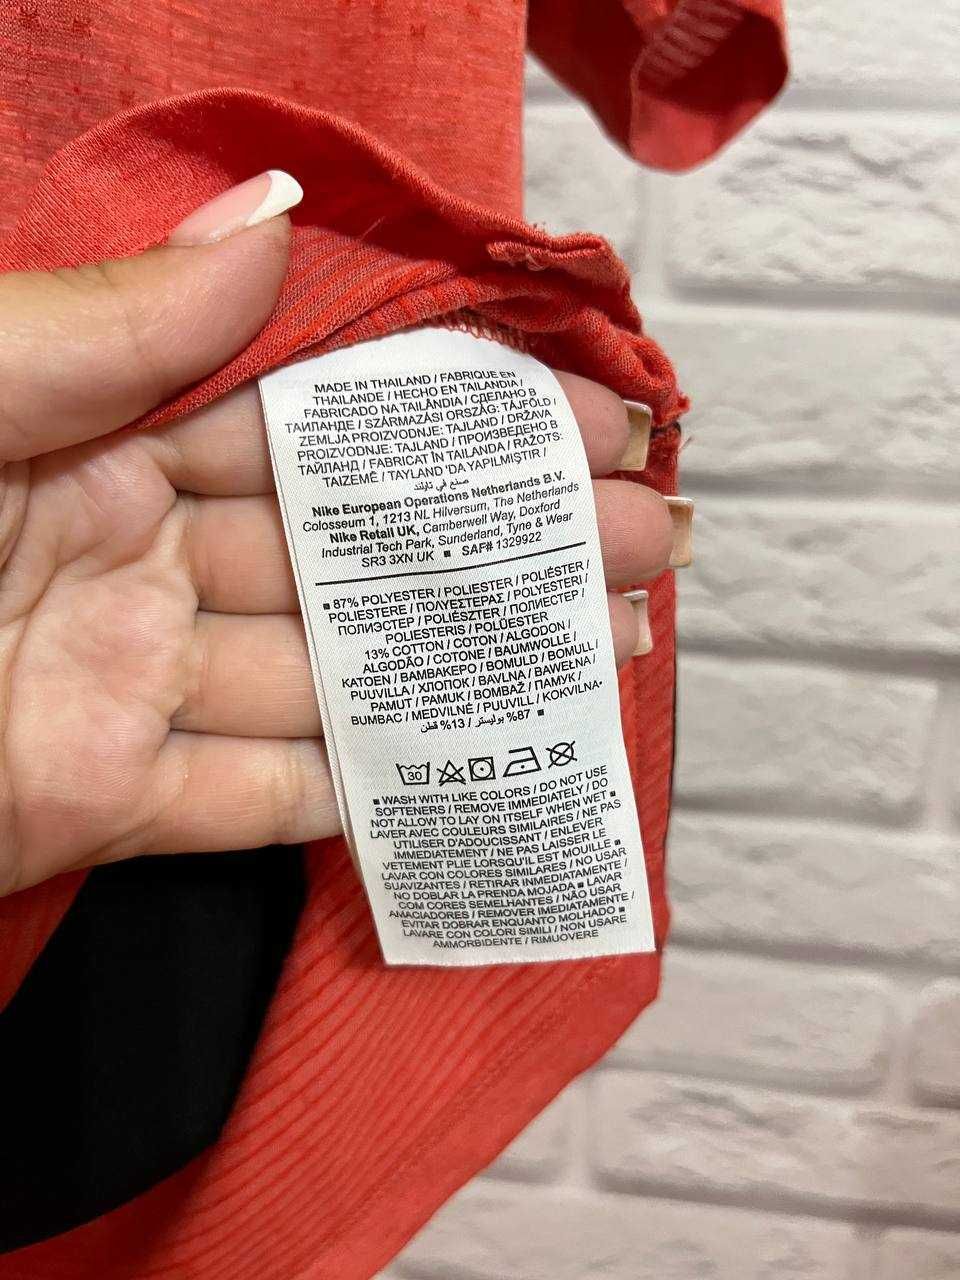 MADE IN THAILAND / FABRIQUE EN
THAILANDE / HECHO EN TAILANDIA /
FABRICADO NA TAILÂNDIA / СДЕЛАНО В
ТАИЛАНДЕ / SZÁRMAZÁSI ORSZÁG: TÁJFÖLD /
ZEMLJA PROIZVODNJE: TAJLAND / DRŽAVA
PROIZVODNJE: TAJLAND / ПРОИЗВЕДЕНО В
ТАЙЛАНД / FABRICAT ÎN TAILANDA / RAŽOTS:
TAIZEMĒ / TAYLAND 'DA YAPILMIŞTIR /
صنع في تايلند
Nike European Operations Netherlands B.V.
Colosseum 1, 1213 NL Hilversum, The Netherlands
Nike Retail UK, Camberwell Way, Doxford
Industrial Tech Park, Sunderland, Tyne & Wear
SR3 3XN UK ■ SAF# 1329922
■ 87% POLYESTER / POLIESTER / POLIÉSTER /
POLIESTERE / ΠΟΛΥΕΣΤΕΡΑΣ / POLYESTERI /
ПОЛИЭСТЕР / POLIÉSZTER / ПОЛИЕСТЕР /
POLIESTERIS / POLÜESTER
13% COTTON / COTON / ALGODON /
ALGODÃO / COTONE / BAUMWOLLE /
KATOEN / ΒΑΜΒΑΚΕΡΟ / BOMULD / BOMULL /
PUUVILLA / ХЛОПОК / BAVLNA / BAWEŁNA /
PAMUT / PAMUK / BOMBAŽ / ПАМУК /
BUMBAC / MEDVILNĖ / PUUVILL / KOKVILNA
87% بوليستر / 13% قطن ■
30
■ WASH WITH LIKE COLORS / DO NOT USE
SOFTENERS / REMOVE IMMEDIATELY / DO
NOT ALLOW TO LAY ON ITSELF WHEN WET ■
LAVER AVEC COULEURS SIMILAIRES / NE PAS
UTILISER D'ADOUCISSANT / ENLEVER
IMMEDIATEMENT / NE PAS LAISSER LE
VETEMENT PLIE LORSQU'IL EST MOUILLE ■
LAVAR CON COLORES SIMILARES / NO USAR
SUAVIZANTES / RETIRAR INMEDIATAMENTE /
NO DOBLAR LA PRENDA MOJADA ■ LAVAR
COM CORES SEMELHANTES / NÃO USAR
AMACIADORES / REMOVER IMEDIATAMENTE /
EVITAR DOBRAR ENQUANTO MOLHADO ■
LAVARE CON COLORI SIMILI / NON USARE
AMMORBIDENTE / RIMUOVERE